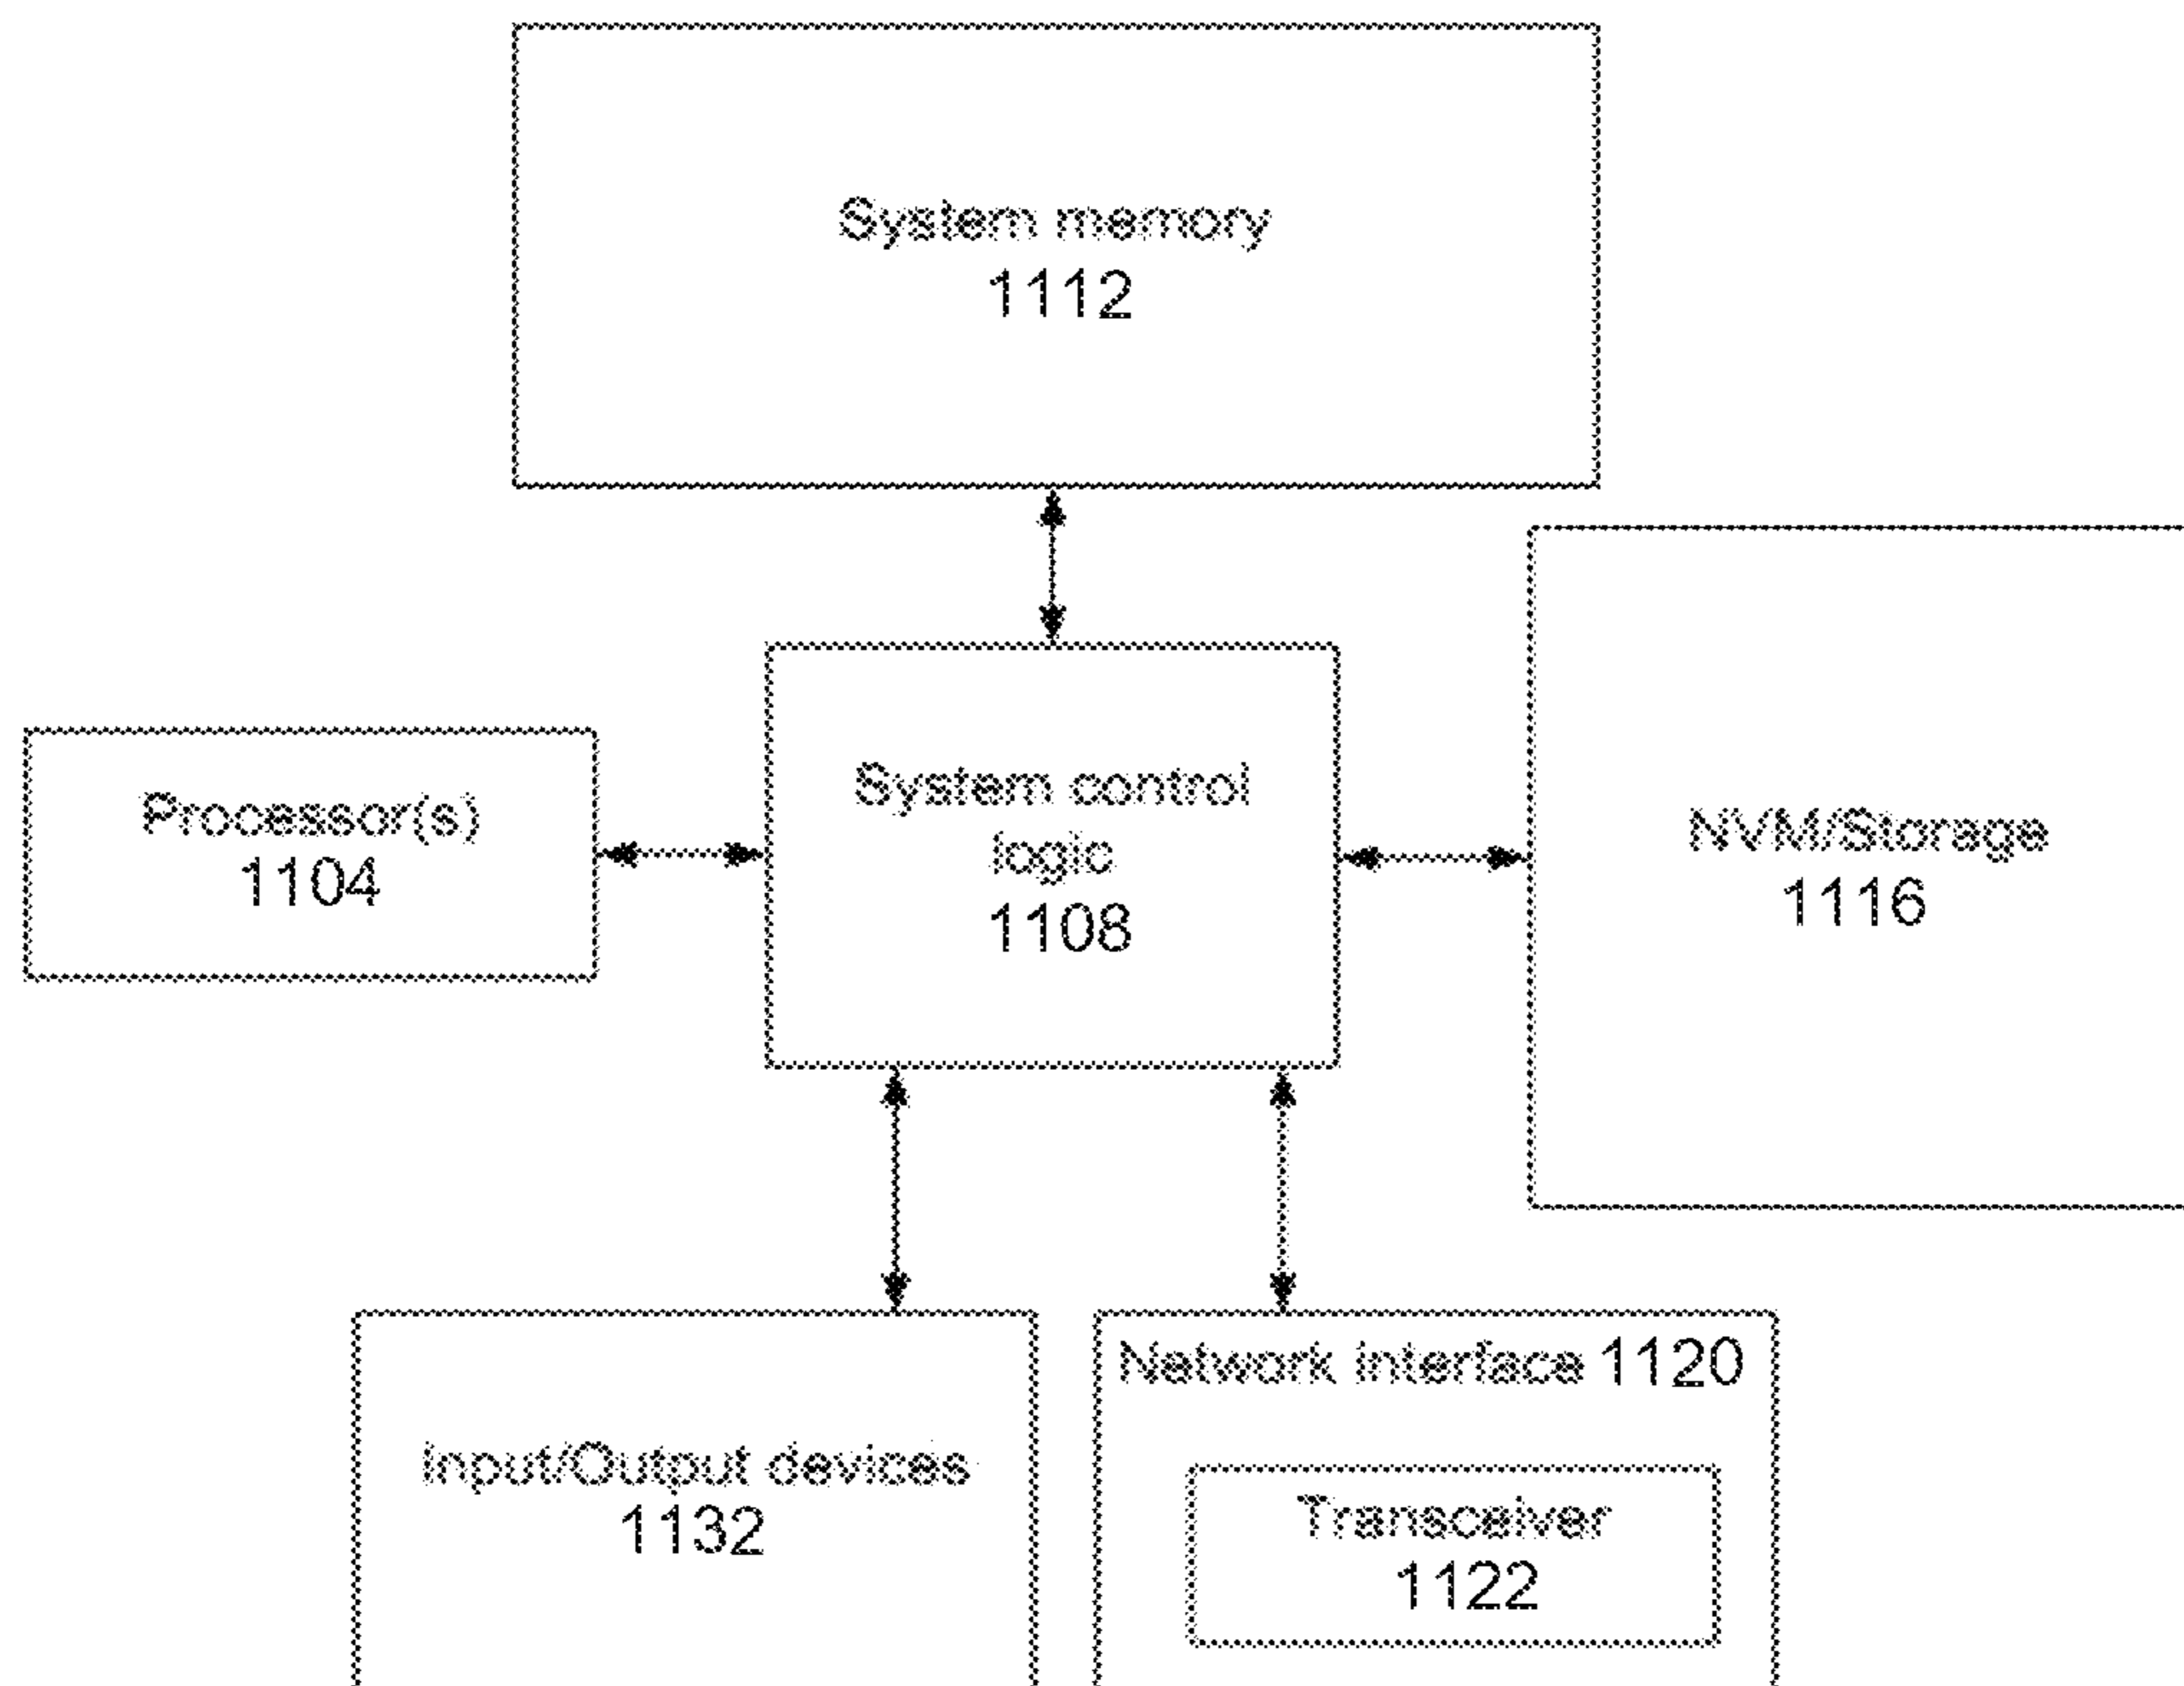 System memory
1112
Processor(s)
1104
System control
logic
1108
NVM/Storage
1116
Input/Output devices
1132
Network interface 1120
Transceiver
1122